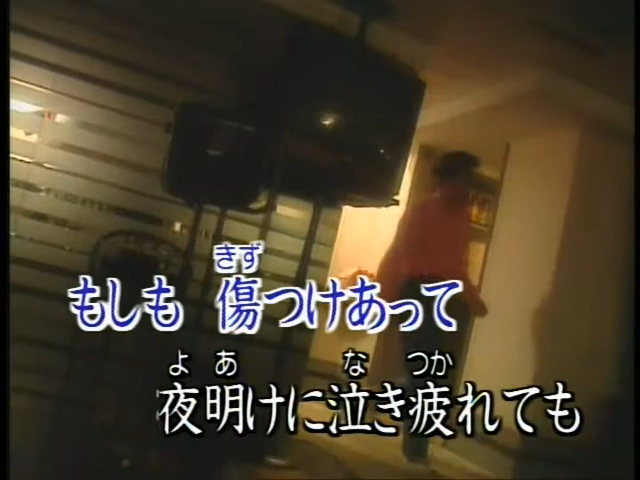 きず
もしも 傷つけあって
よ あ な つか
夜明けに泣き疲れても